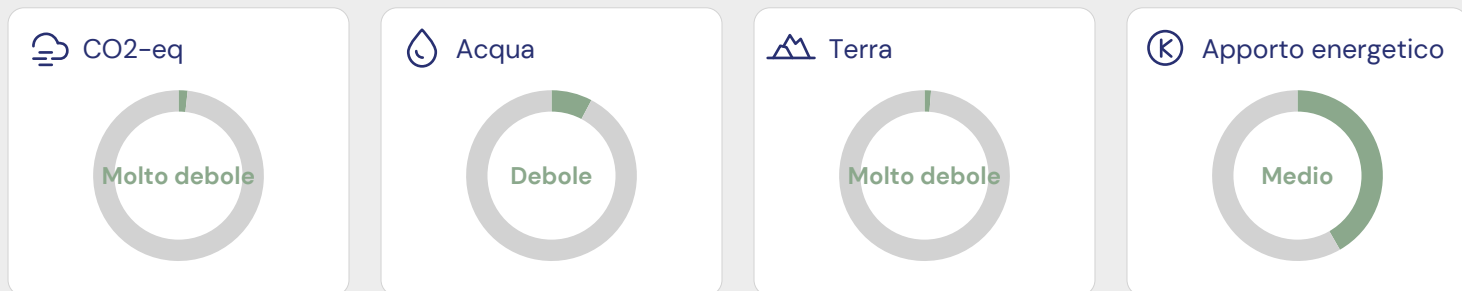 CO2-eq
Molto debole
Acqua
Debole
Terra
Molto debole
Apporto energetico
Medio